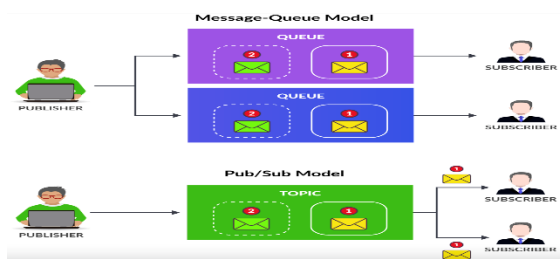 Message-Queue Model
QUEUE
2
1
SUBSCRIBER
PUBLISHER
QUEUE
2
1
SUBSCRIBER
Pub/Sub Model
TOPIC
2
1
1
SUBSCRIBER
PUBLISHER
1
SUBSCRIBER